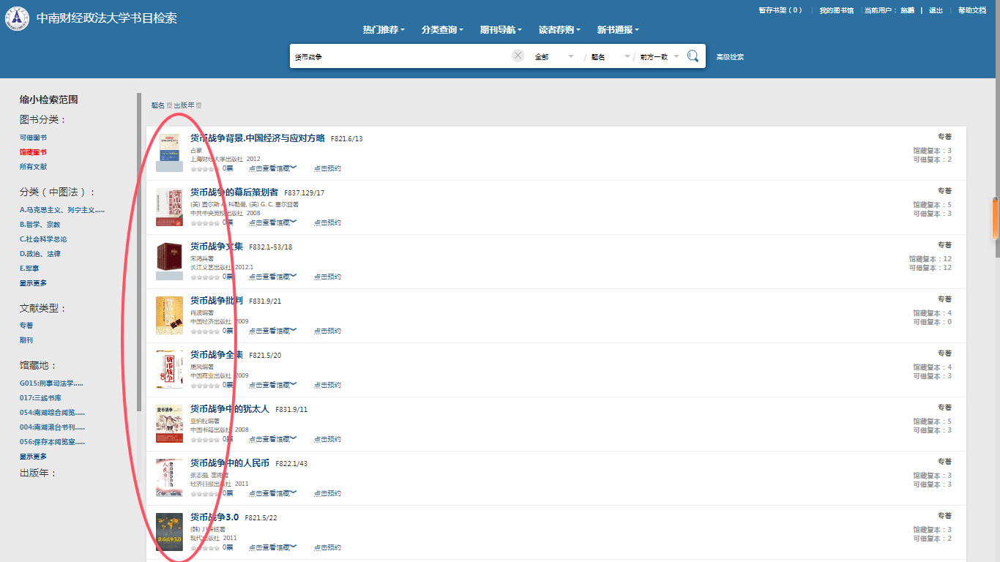 中南财经政法大学书目检索
暂存书架（0） | 我的图书馆 | 当前用户： 施鹏 | 退出 | 帮助文档
热门推荐 分类查询 期刊导航 读者荐购 新书通报
货币战争 全部 / 题名 / 前方一致 高级检索
缩小检索范围
图书分类：
可借图书
馆藏图书
所有文献
分类（中图法）：
A.马克思主义、列宁主义.....
B.哲学、宗教
C.社会科学总论
D.政治、法律
E.军事
显示更多
文献类型：
专著
期刊
馆藏地：
G015:刑事司法学.....
017:三线书库
054:南湖综合阅览.....
004:南湖港台书刊.....
056:保存本阅览室.....
显示更多
出版年：
题名 出版年
货币战争背景.中国经济与应对方略 F821.6/13 专著
占豪 馆藏复本：3
上海财经大学出版社 2012 可借复本：2
0票 点击查看馆藏 点击预约
货币战争的幕后策划者 F837.129/17 专著
(美) 查尔斯 A. 科勒曼, (美) G. C. 塞尔登著 馆藏复本：5
中共中央党校出版社 2008 可借复本：3
0票 点击查看馆藏 点击预约
货币战争文集 F832.1-53/18 专著
宋鸿兵著 馆藏复本：12
长江文艺出版社 2012.1 可借复本：12
0票 点击查看馆藏 点击预约
货币战争批判 F831.9/21 专著
肖波编著 馆藏复本：4
中国经济出版社 2009 可借复本：0
0票 点击查看馆藏 点击预约
货币战争全集 F821.5/20 专著
唐风编著 馆藏复本：4
中国商业出版社 2009 可借复本：3
0票 点击查看馆藏 点击预约
货币战争中的犹太人 F831.9/11 专著
亚伯拉编著 馆藏复本：5
中国书籍出版社 2008 可借复本：3
0票 点击查看馆藏 点击预约
货币战争中的人民币 F822.1/43 专著
张志强, 雷雨著 馆藏复本：3
经济日报出版社 2011 可借复本：3
0票 点击查看馆藏 点击预约
货币战争3.0 F821.5/22 专著
馆藏复本：3
现代出版社 2011 可借复本：2
0票 点击查看馆藏 点击预约